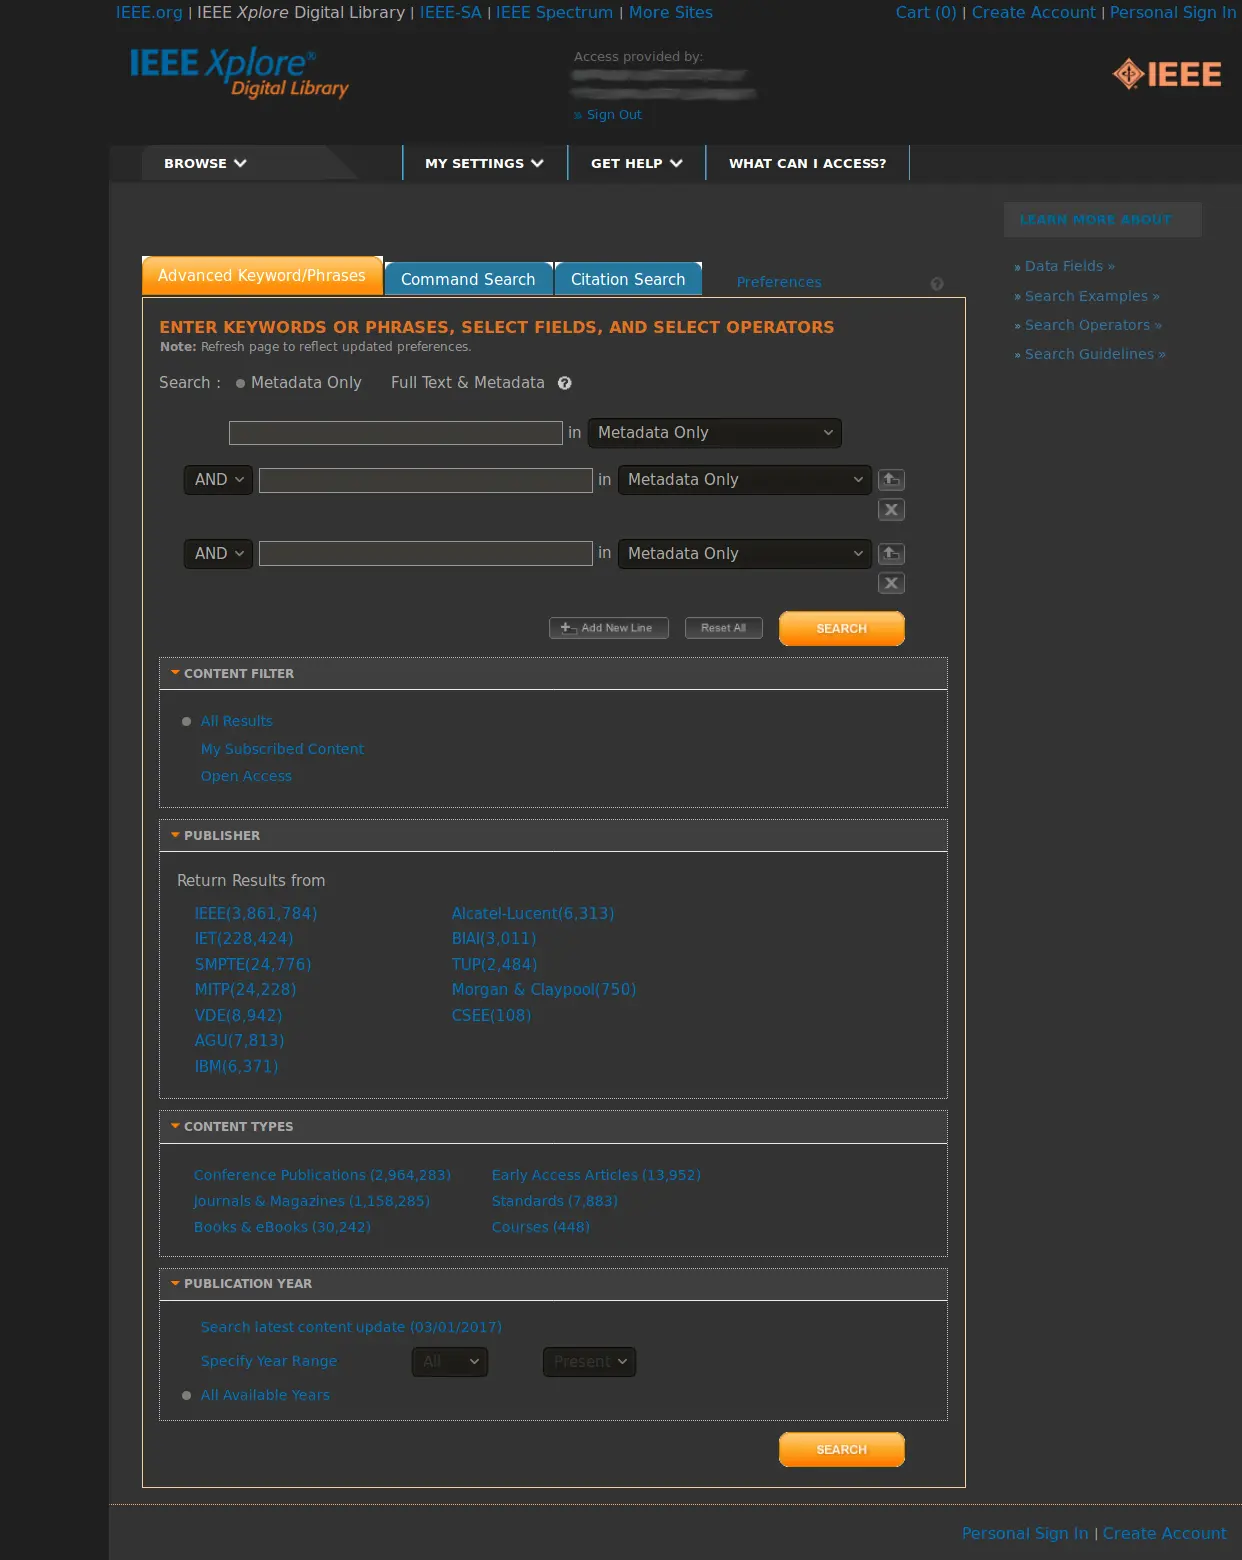 IEEE.org | IEEE Xplore Digital Library | IEEE-SA | IEEE Spectrum | More Sites
Cart (0) | Create Account | Personal Sign In
IEEE Xplore®
Digital Library
Access provided by:
» Sign Out
IEEE
BROWSE
MY SETTINGS
GET HELP
WHAT CAN I ACCESS?
LEARN MORE ABOUT
» Data Fields »
» Search Examples »
» Search Operators »
» Search Guidelines »
Advanced Keyword/Phrases
Command Search
Citation Search
Preferences
?
ENTER KEYWORDS OR PHRASES, SELECT FIELDS, AND SELECT OPERATORS
Note: Refresh page to reflect updated preferences.
Search : Metadata Only Full Text & Metadata ?
in Metadata Only
AND in Metadata Only
X
AND in Metadata Only
X
Add New Line Reset All SEARCH
CONTENT FILTER
All Results
My Subscribed Content
Open Access
PUBLISHER
Return Results from
IEEE(3,861,784)
IET(228,424)
SMPTE(24,776)
MITP(24,228)
VDE(8,942)
AGU(7,813)
IBM(6,371)
Alcatel-Lucent(6,313)
BIAI(3,011)
TUP(2,484)
Morgan & Claypool(750)
CSEE(108)
CONTENT TYPES
Conference Publications (2,964,283)
Journals & Magazines (1,158,285)
Books & eBooks (30,242)
Early Access Articles (13,952)
Standards (7,883)
Courses (448)
PUBLICATION YEAR
Search latest content update (03/01/2017)
Specify Year Range All Present
All Available Years
SEARCH
Personal Sign In | Create Account